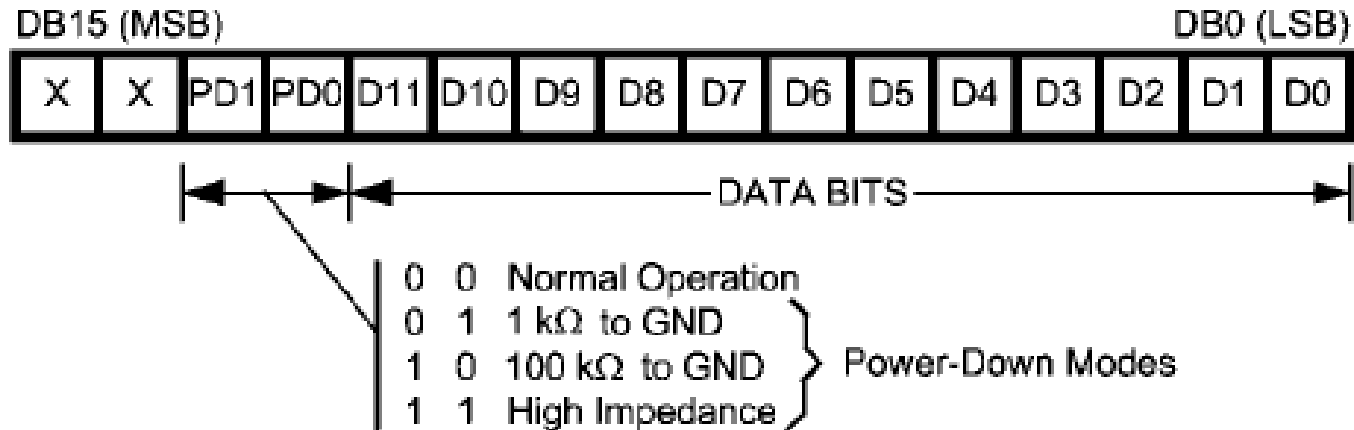 DB15 (MSB) DB0 (LSB)
X X PD1 PD0 D11 D10 D9 D8 D7 D6 D5 D4 D3 D2 D1 D0
DATA BITS
0 0 Normal Operation
0 1 1 kΩ to GND
1 0 100 kΩ to GND
1 1 High Impedance
Power-Down Modes